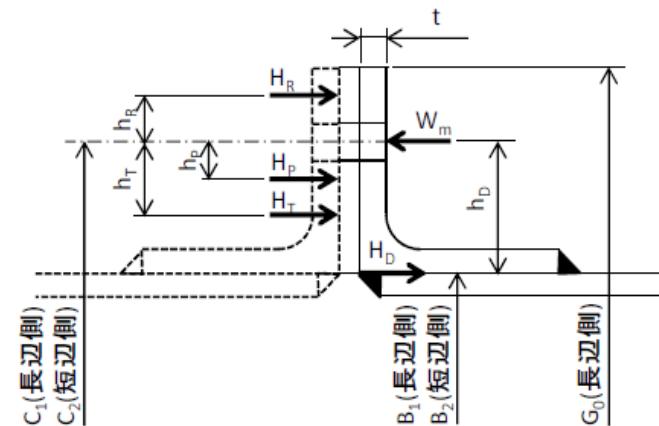 t
H_R
h_R
W_m
h_T
h_P
H_P
h_D
H_T
H_D
C_1(長辺側)
C_2(短辺側)
B_1(長辺側)
B_2(短辺側)
G_0(長辺側)